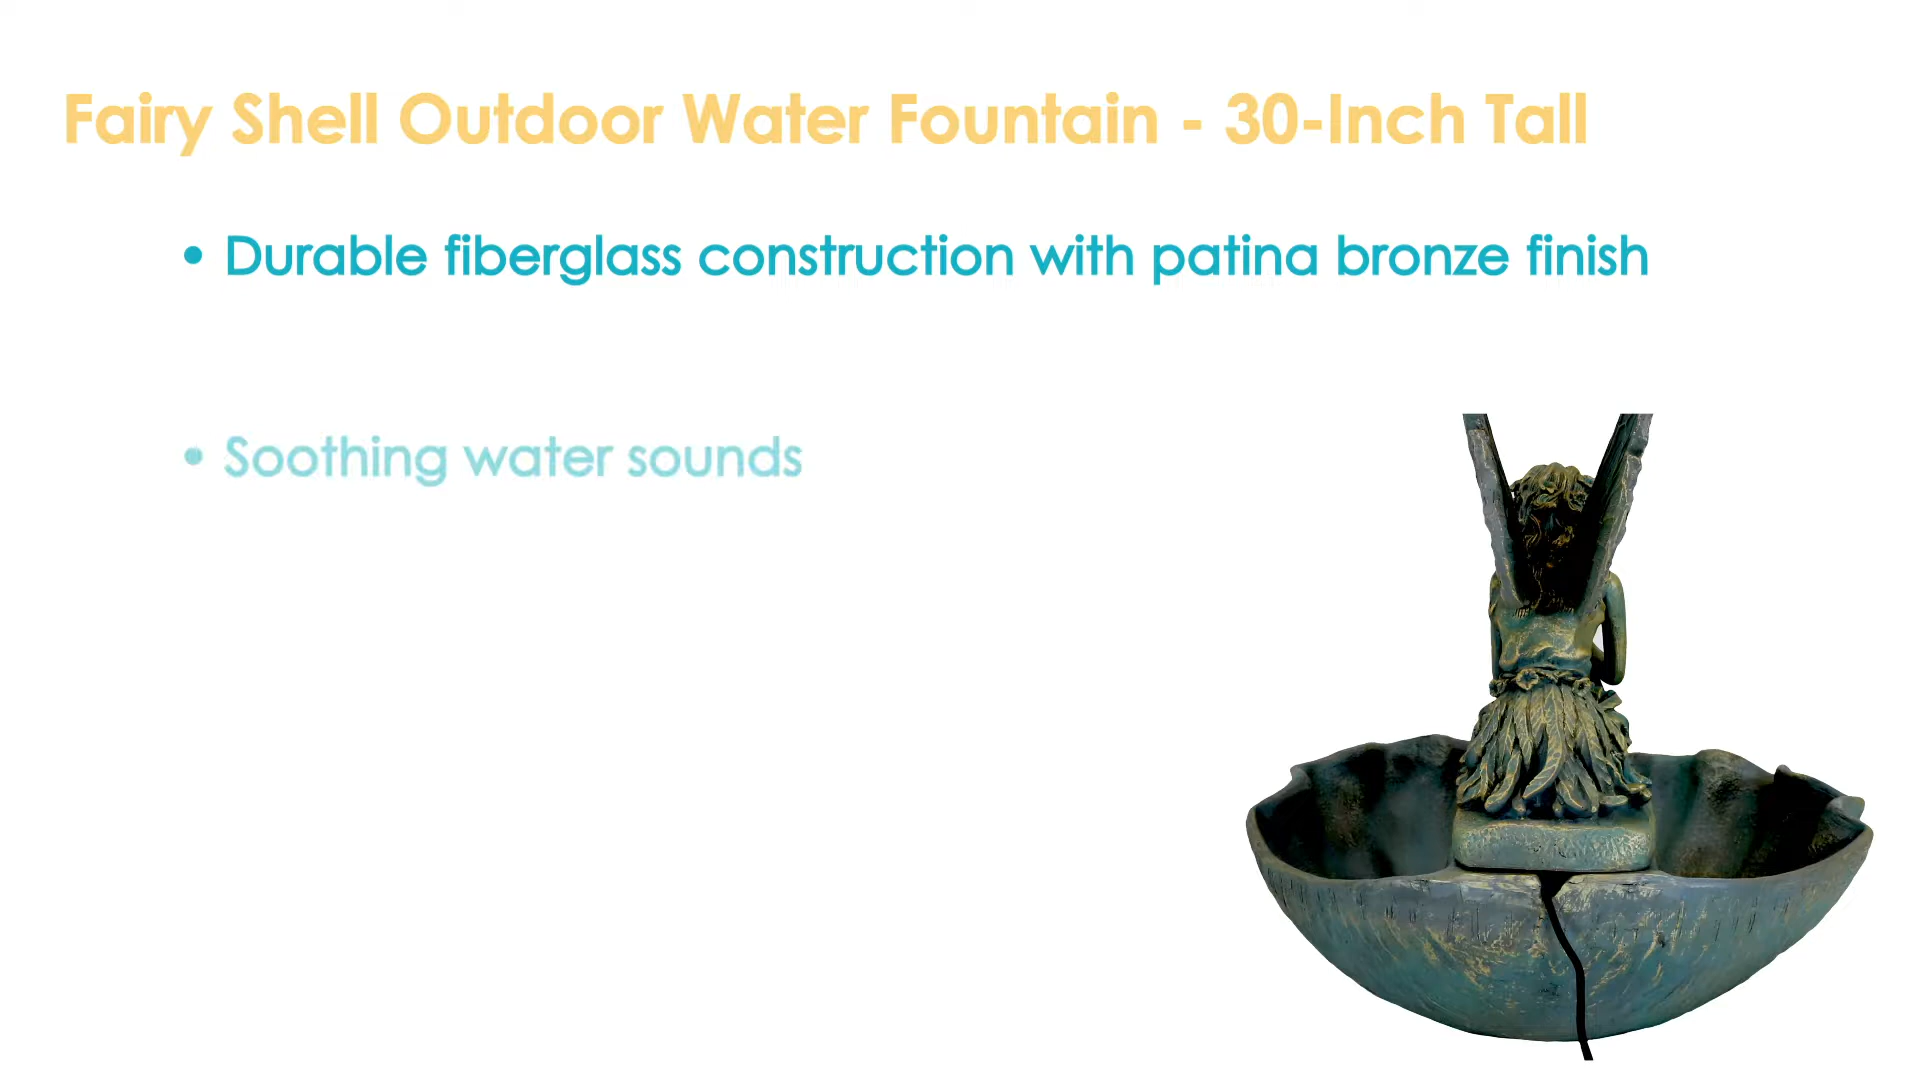 Fairy Shell Outdoor Water Fountain - 30-Inch Tall
• Durable fiberglass construction with patina bronze finish
• Soothing water sounds